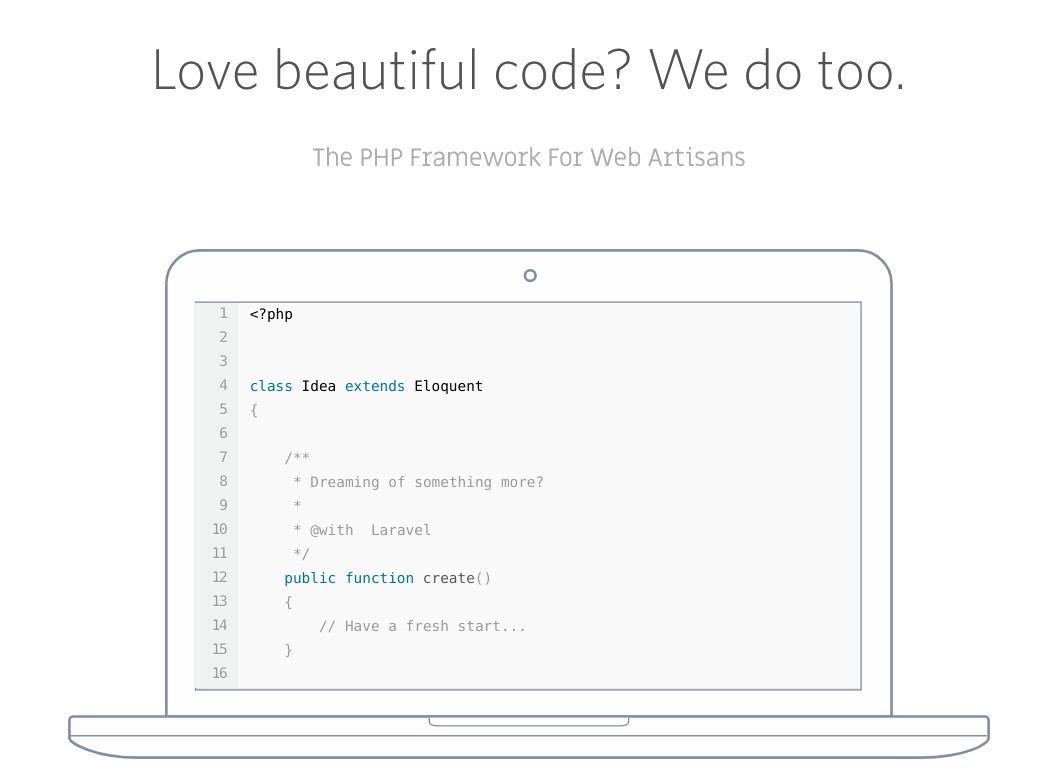 Love beautiful code? We do too.
The PHP Framework For Web Artisans
1 <?php
2
3
4 class Idea extends Eloquent
5 {
6
7     /**
8      * Dreaming of something more?
9      *
10      * @with  Laravel
11      */
12     public function create()
13     {
14         // Have a fresh start...
15     }
16